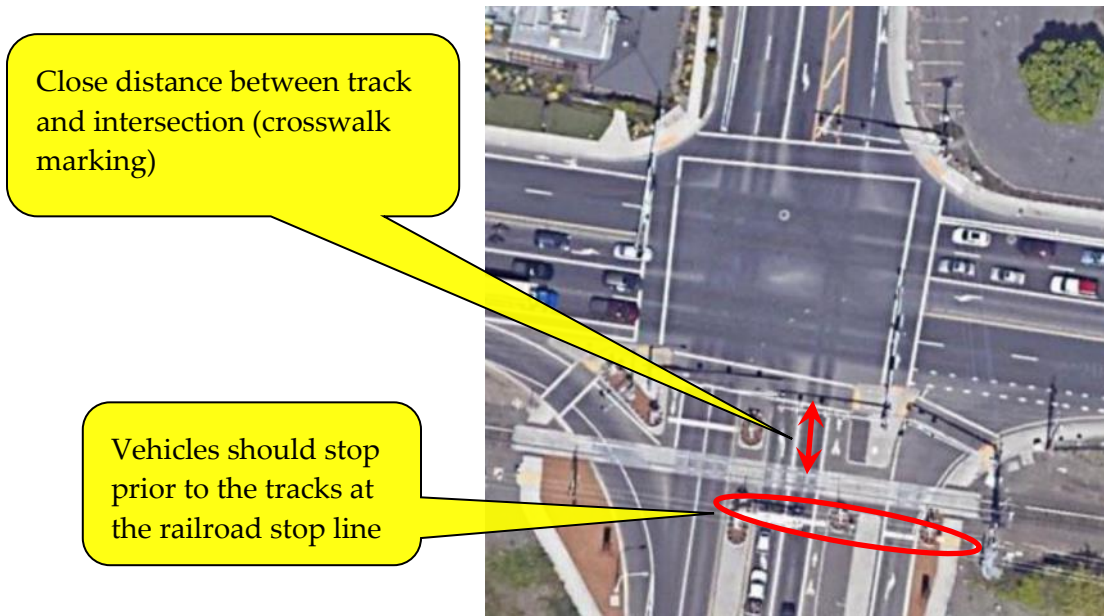 Close distance between track
and intersection (crosswalk
marking)
Vehicles should stop
prior to the tracks at
the railroad stop line